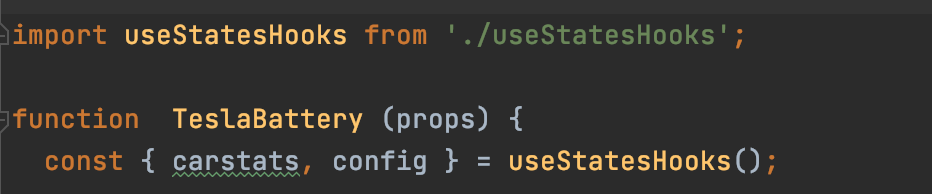 import useStatesHooks from './useStatesHooks';
function  TeslaBattery (props) {
  const { carstats, config } = useStatesHooks();